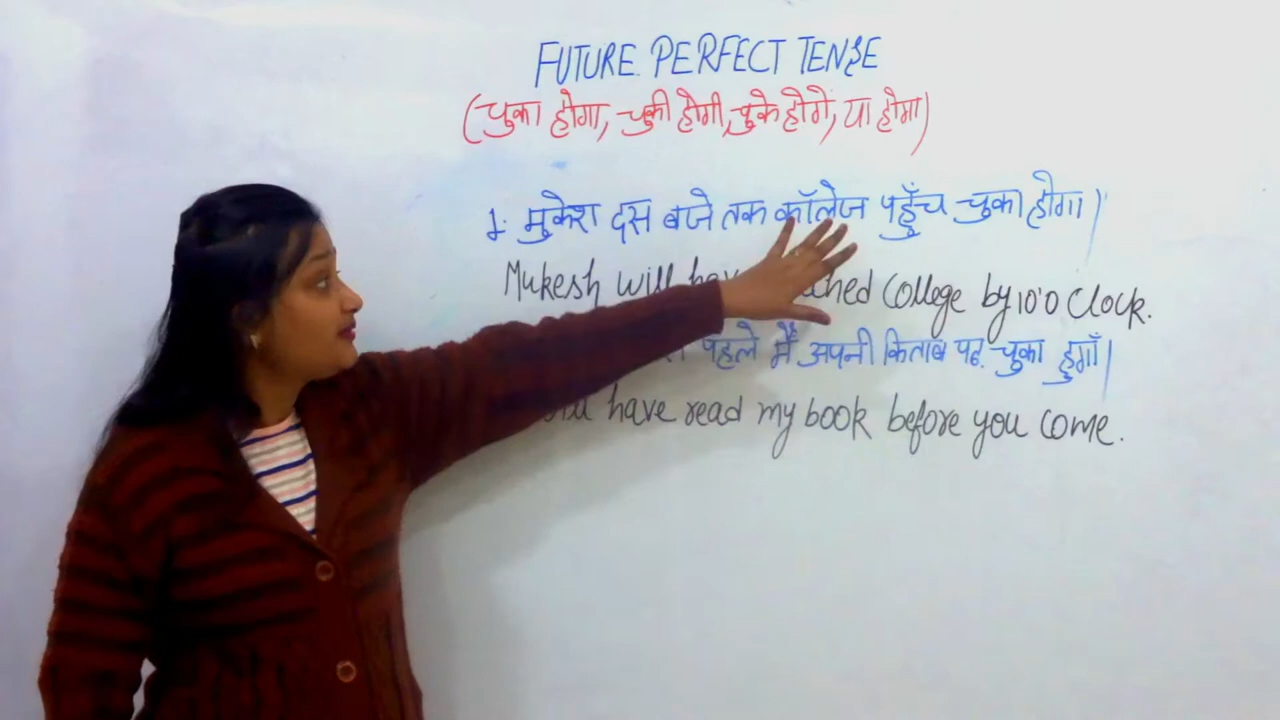 FUTURE PERFECT TENSE
(चुका होगा, चुकी होगी, चुके होगें, या होगा)
1. मुकेश दस बजे तक कॉलेज पहुँच चुका होगा।
Mukesh will have college by 10'0 clock.
पहले मैं अपनी किताब पढ़ चुका हुगाँ।
have read my book before you come.